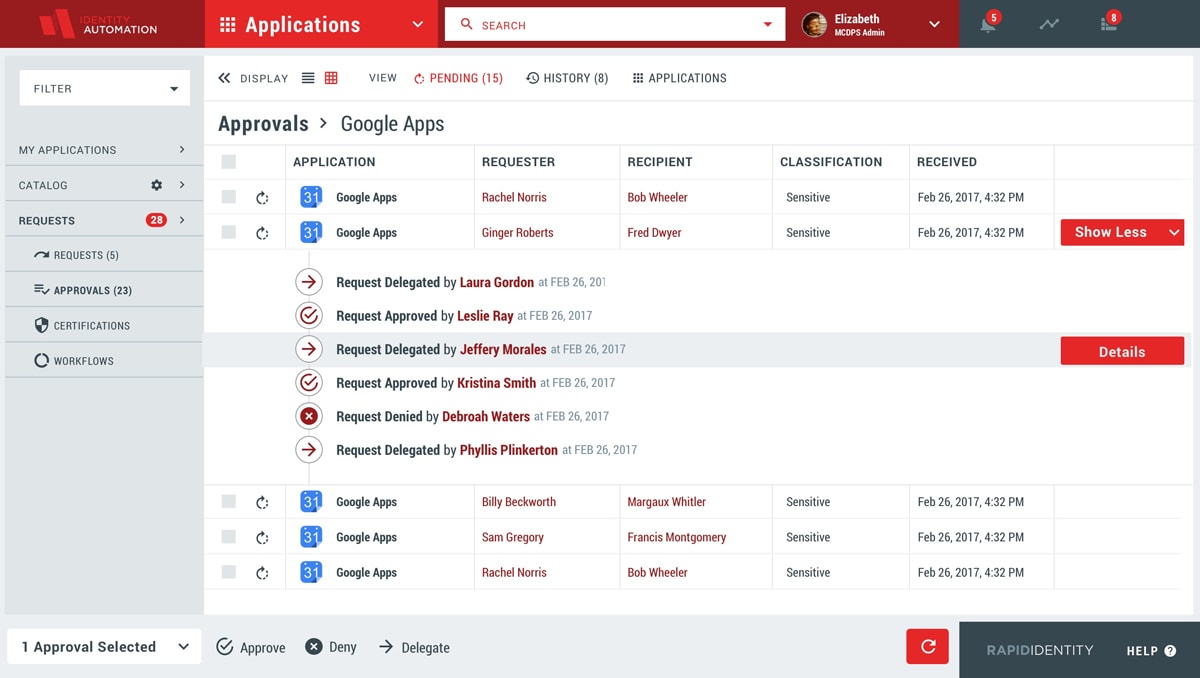 IDENTITY
AUTOMATION
Applications
SEARCH
Elizabeth
MCDPS Admin
5
8
FILTER
DISPLAY VIEW PENDING (15) HISTORY (8) APPLICATIONS
Approvals > Google Apps
MY APPLICATIONS
CATALOG
REQUESTS 28
REQUESTS (5)
APPROVALS (23)
CERTIFICATIONS
WORKFLOWS
APPLICATION REQUESTER RECIPIENT CLASSIFICATION RECEIVED
31 Google Apps Rachel Norris Bob Wheeler Sensitive Feb 26, 2017, 4:32 PM
31 Google Apps Ginger Roberts Fred Dwyer Sensitive Feb 26, 2017, 4:32 PM Show Less
Request Delegated by Laura Gordon at FEB 26, 201
Request Approved by Leslie Ray at FEB 26, 2017
Request Delegated by Jeffery Morales at FEB 26, 2017 Details
Request Approved by Kristina Smith at FEB 26, 2017
Request Denied by Debroah Waters at FEB 26, 2017
Request Delegated by Phyllis Plinkerton at FEB 26, 2017
31 Google Apps Billy Beckworth Margaux Whitler Sensitive Feb 26, 2017, 4:32 PM
31 Google Apps Sam Gregory Francis Montgomery Sensitive Feb 26, 2017, 4:32 PM
31 Google Apps Rachel Norris Bob Wheeler Sensitive Feb 26, 2017, 4:32 PM
1 Approval Selected Approve Deny Delegate
RAPIDIDENTITY HELP ?